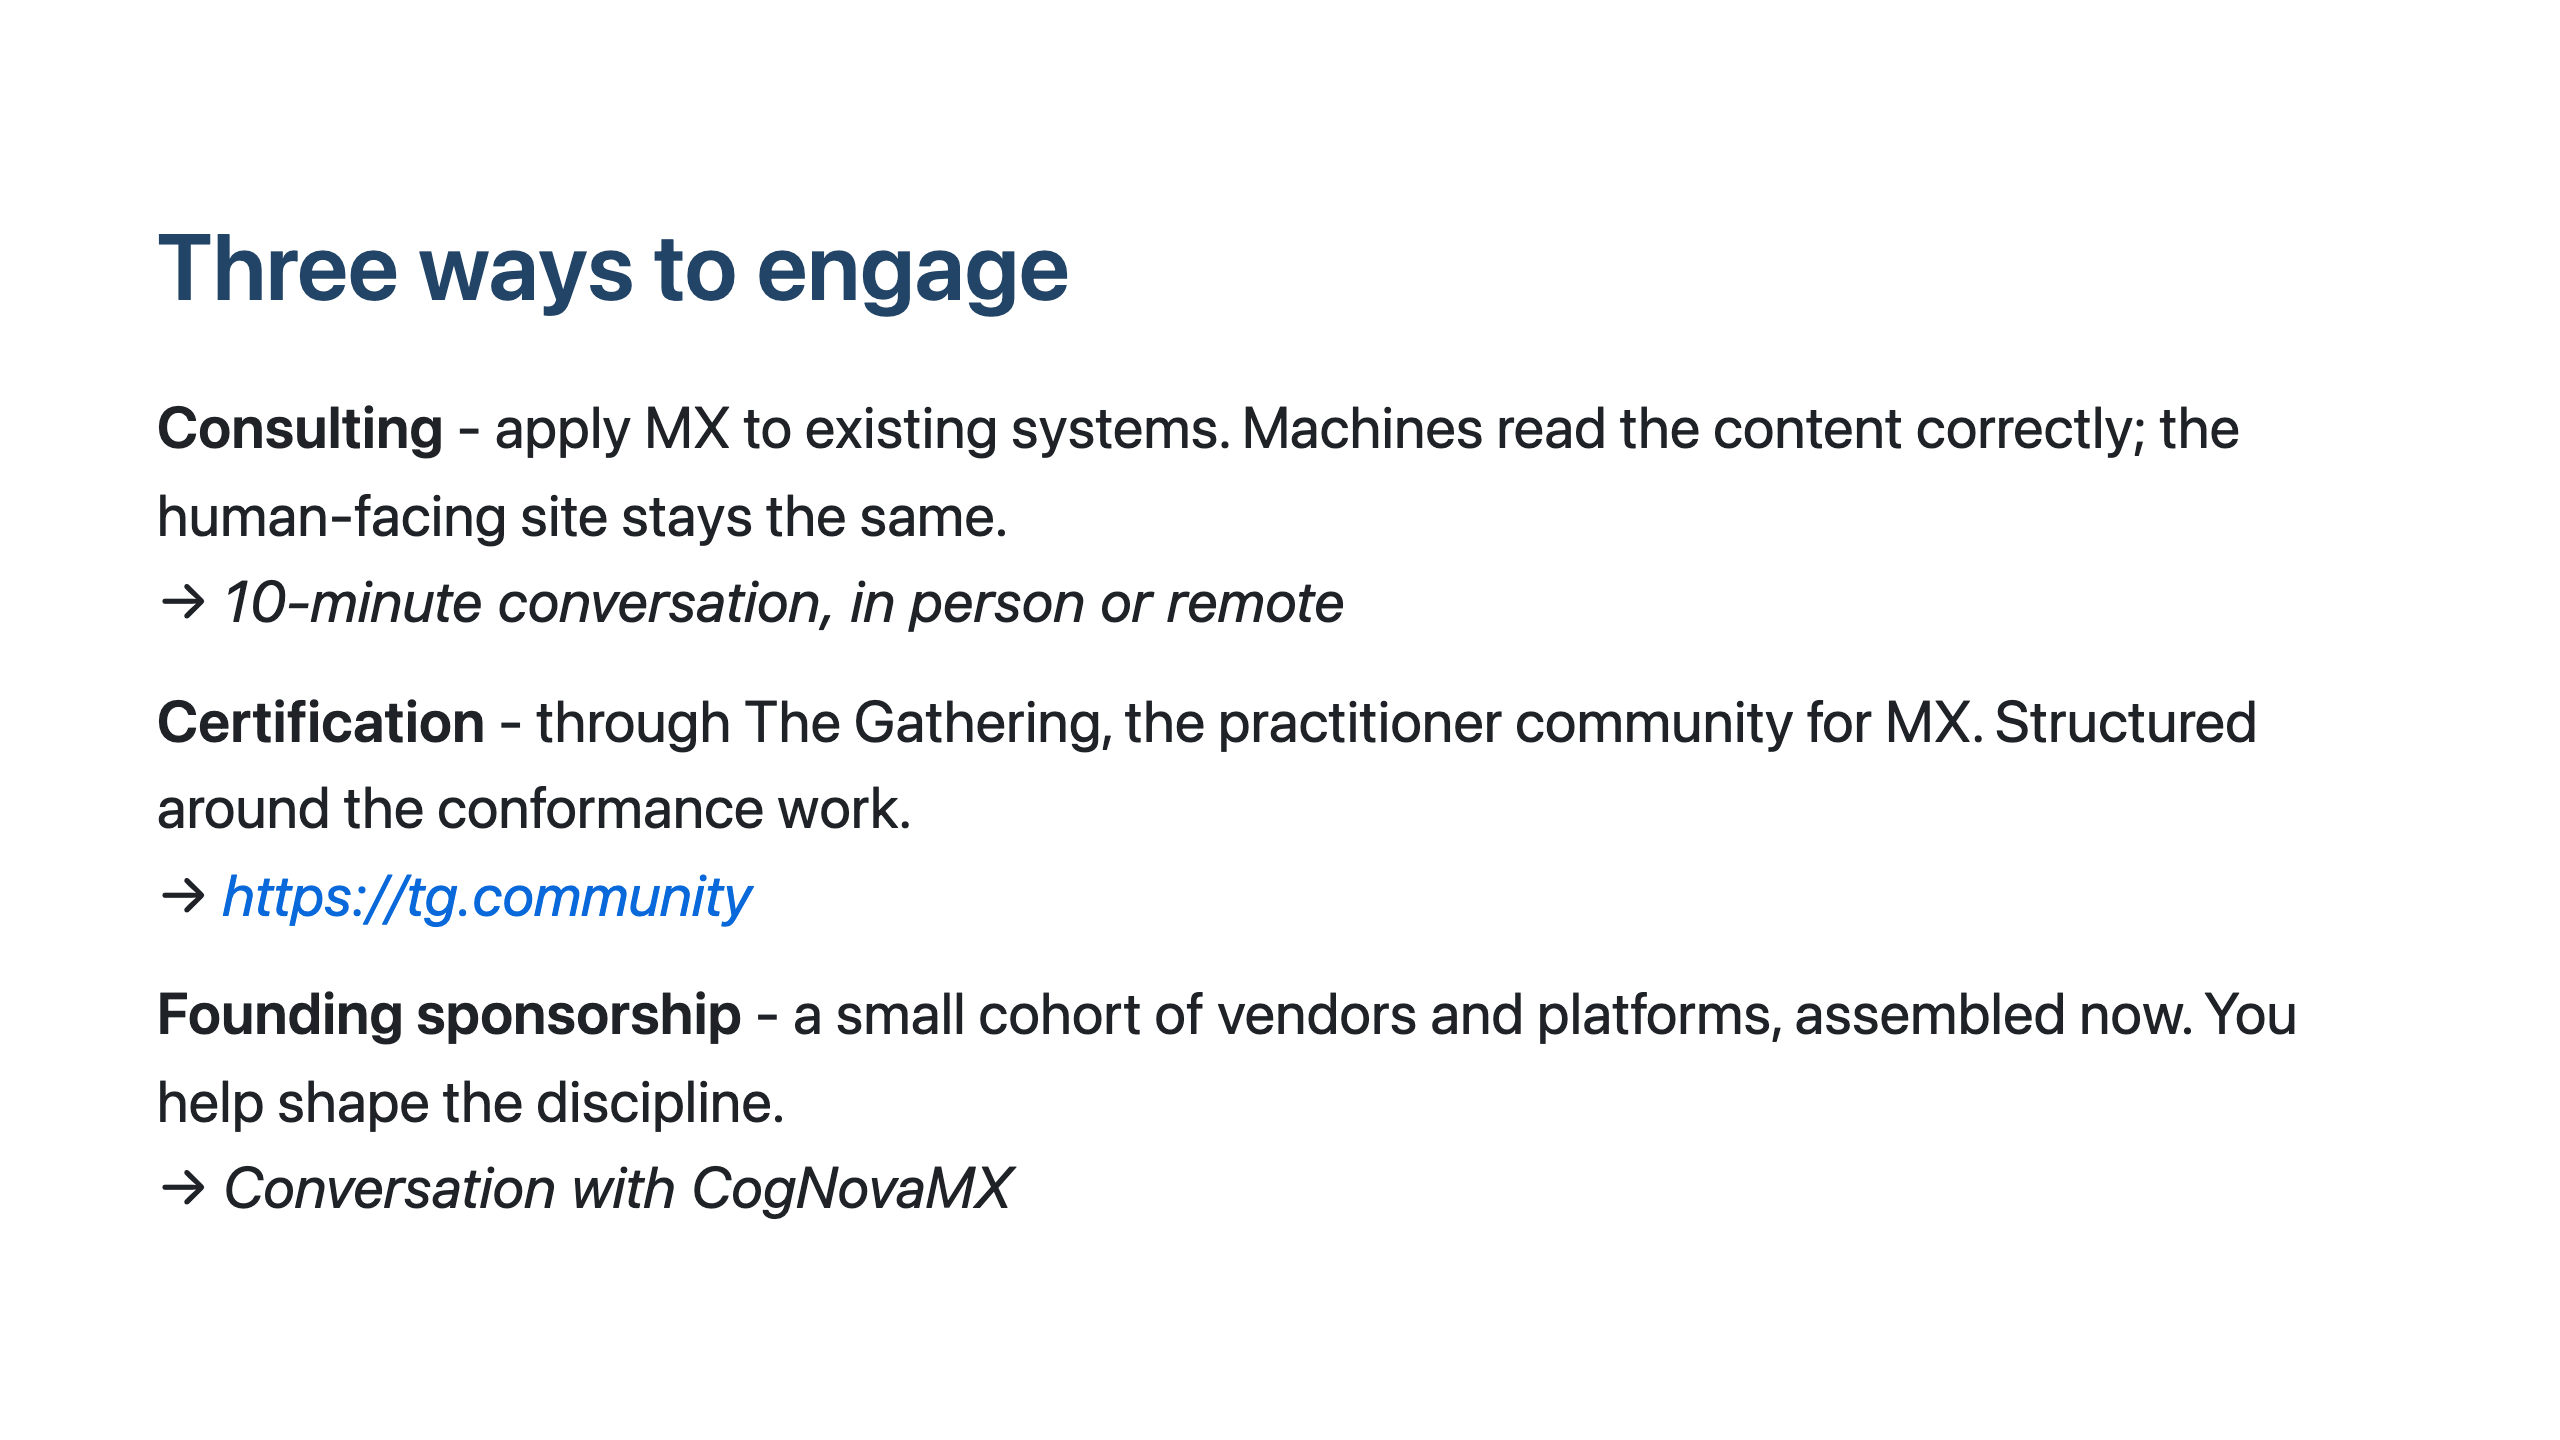 Three ways to engage
Consulting - apply MX to existing systems. Machines read the content correctly; the
human-facing site stays the same.
→ 10-minute conversation, in person or remote
Certification - through The Gathering, the practitioner community for MX. Structured
around the conformance work.
→ https://tg.community
Founding sponsorship - a small cohort of vendors and platforms, assembled now. You
help shape the discipline.
→ Conversation with CogNovaMX